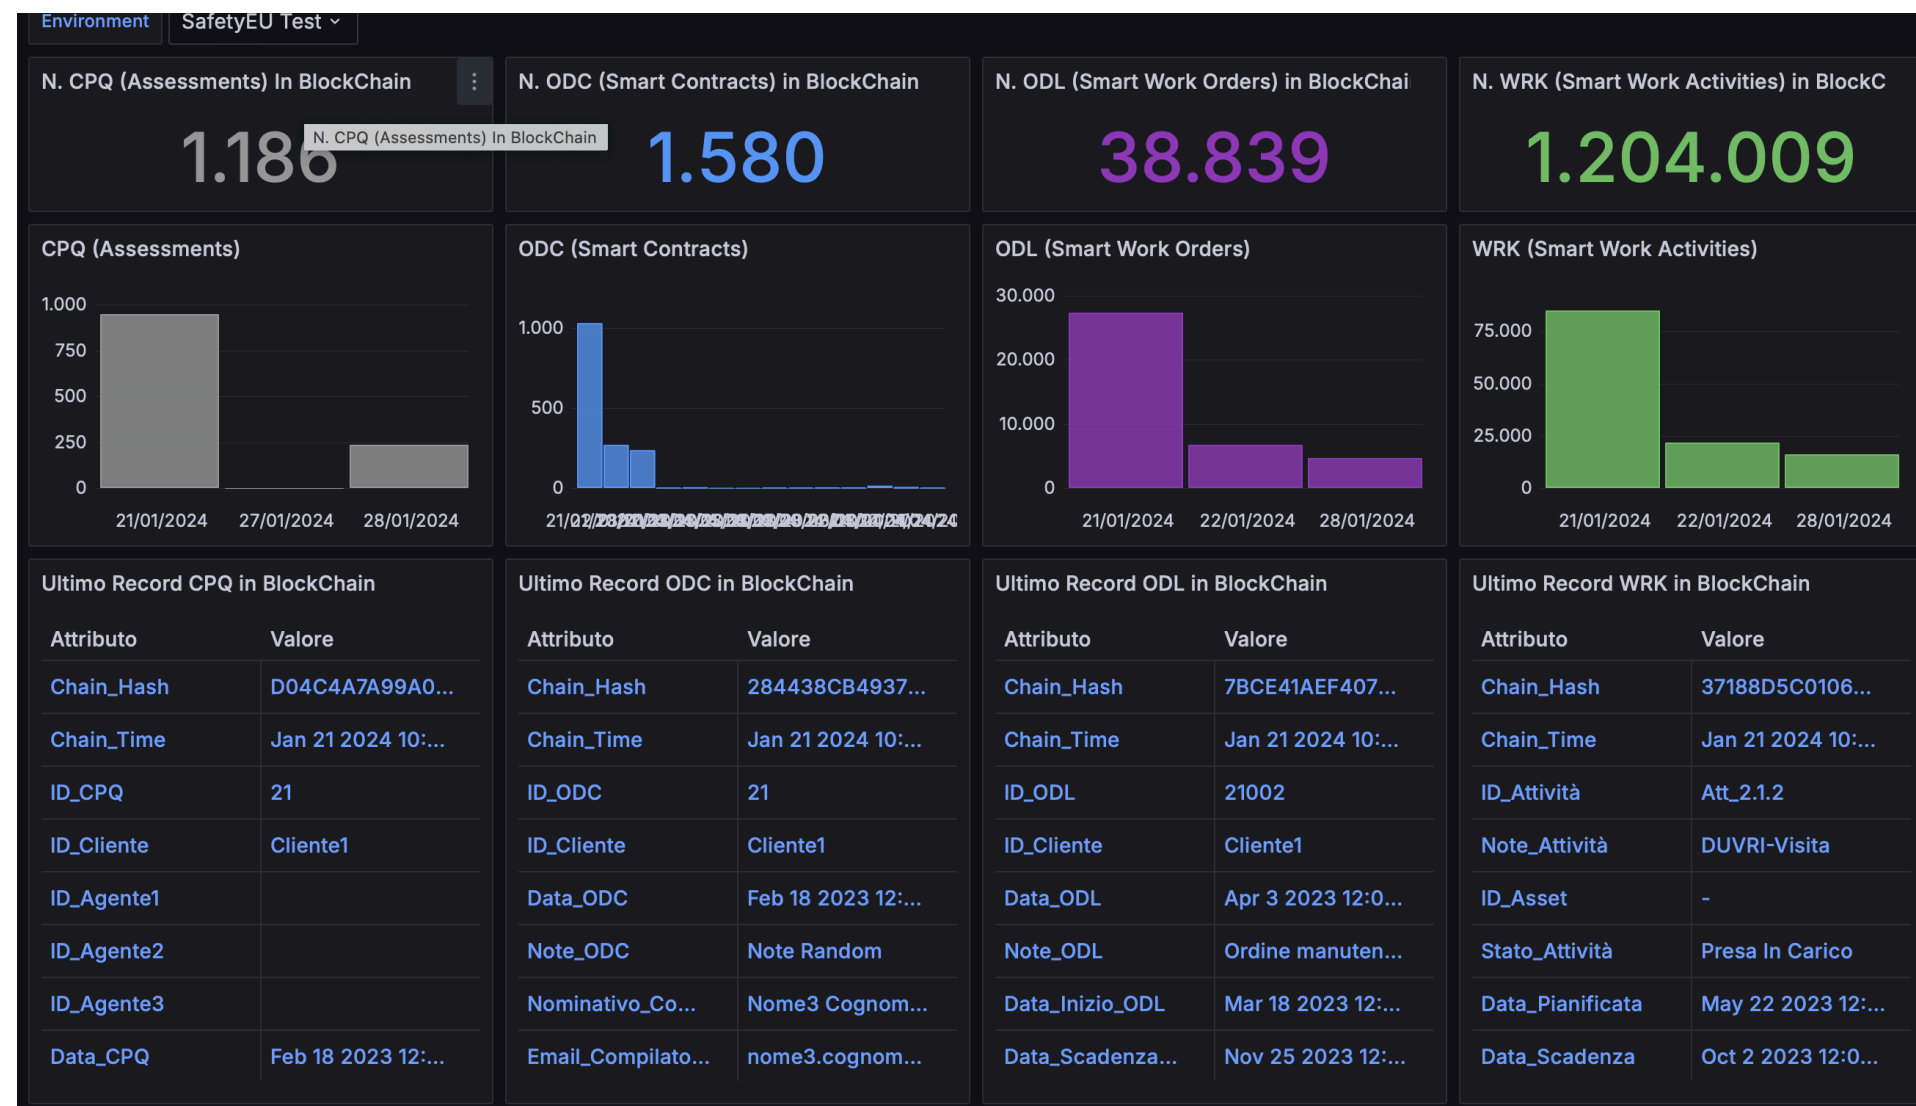 Environment SafetyEU Test
N. CPQ (Assessments) In BlockChain
1.186
N. CPQ (Assessments) In BlockChain
N. ODC (Smart Contracts) in BlockChain
1.580
N. ODL (Smart Work Orders) in BlockChai
38.839
N. WRK (Smart Work Activities) in BlockC
1.204.009
CPQ (Assessments)
1.000
750
500
250
0
21/01/2024 27/01/2024 28/01/2024
ODC (Smart Contracts)
1.000
500
0
ODL (Smart Work Orders)
30.000
20.000
10.000
0
21/01/2024 22/01/2024 28/01/2024
WRK (Smart Work Activities)
75.000
50.000
25.000
0
21/01/2024 22/01/2024 28/01/2024
Ultimo Record CPQ in BlockChain
Attributo Valore
Chain_Hash D04C4A7A99A0...
Chain_Time Jan 21 2024 10:...
ID_CPQ 21
ID_Cliente Cliente1
ID_Agente1
ID_Agente2
ID_Agente3
Data_CPQ Feb 18 2023 12:...
Ultimo Record ODC in BlockChain
Attributo Valore
Chain_Hash 284438CB4937...
Chain_Time Jan 21 2024 10:...
ID_ODC 21
ID_Cliente Cliente1
Data_ODC Feb 18 2023 12:...
Note_ODC Note Random
Nominativo_Co... Nome3 Cognom...
Email_Compilato... nome3.cognom...
Ultimo Record ODL in BlockChain
Attributo Valore
Chain_Hash 7BCE41AEF407...
Chain_Time Jan 21 2024 10:...
ID_ODL 21002
ID_Cliente Cliente1
Data_ODL Apr 3 2023 12:0...
Note_ODL Ordine manuten...
Data_Inizio_ODL Mar 18 2023 12:...
Data_Scadenza... Nov 25 2023 12:...
Ultimo Record WRK in BlockChain
Attributo Valore
Chain_Hash 37188D5C0106...
Chain_Time Jan 21 2024 10:...
ID_Attività Att_2.1.2
Note_Attività DUVRI-Visita
ID_Asset -
Stato_Attività Presa In Carico
Data_Pianificata May 22 2023 12:...
Data_Scadenza Oct 2 2023 12:0...